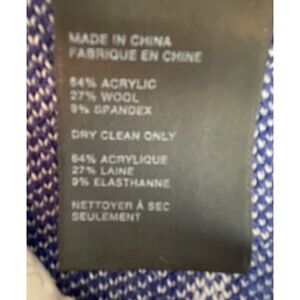 MADE IN CHINA
FABRIQUE EN CHINE
64% ACRYLIC
27% WOOL
9% SPANDEX
DRY CLEAN ONLY
64% ACRYLIQUE
27% LAINE
9% ELASTHANNE
NETTOYER À SEC
SEULEMENT